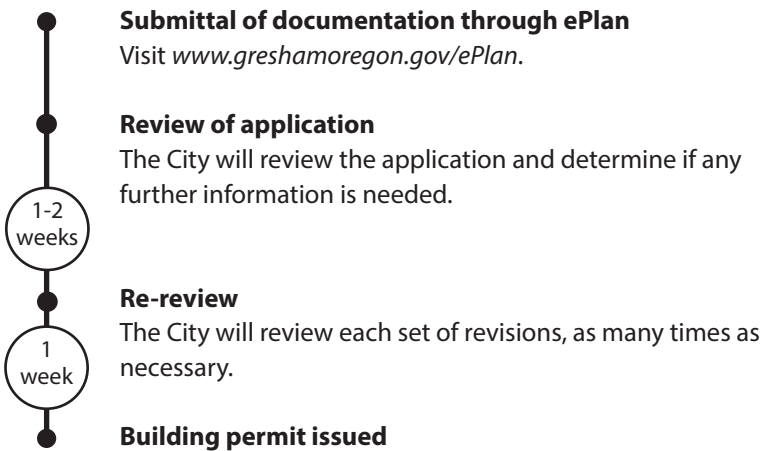 Submittal of documentation through ePlan
Visit www.greshamoregon.gov/ePlan.
Review of application
The City will review the application and determine if any
further information is needed.
1-2
weeks
Re-review
The City will review each set of revisions, as many times as
necessary.
1
week
Building permit issued